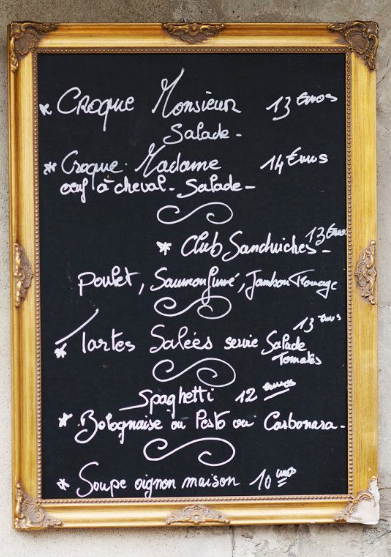 * Croque Monsieur 13 Euros
Salade -
* Croque Madame 14 Euros
œuf à cheval - Salade -
* Club Sandwiches - 13 Euros
poulet, Saumon fumé, Jambon Fromage
* Tartes Salées servie Salade 13 euros
Tomates
Spaghetti 12 euros
* Bolognaise ou Pesto ou Carbonara -
* Soupe oignon maison 10 euros